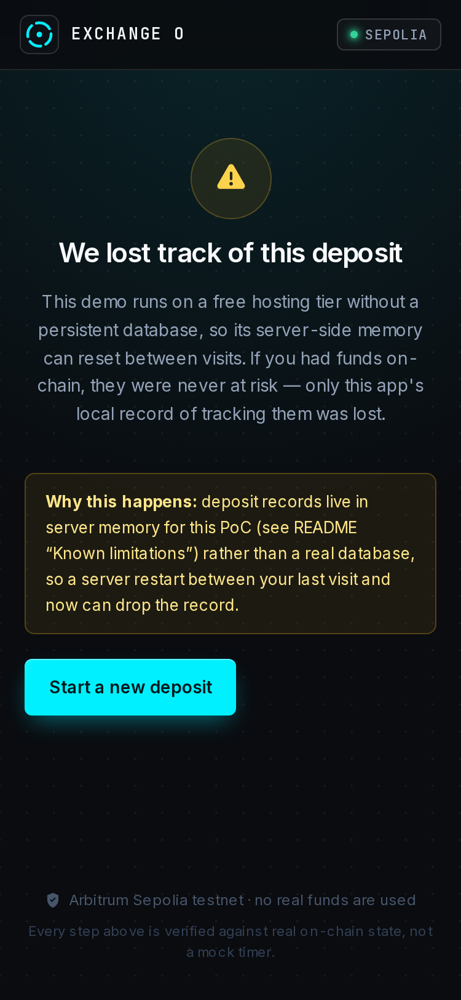 EXCHANGE O
SEPOLIA
We lost track of this deposit
This demo runs on a free hosting tier without a
persistent database, so its server-side memory
can reset between visits. If you had funds on-
chain, they were never at risk — only this app's
local record of tracking them was lost.
Why this happens: deposit records live in
server memory for this PoC (see README
“Known limitations”) rather than a real database,
so a server restart between your last visit and
now can drop the record.
Start a new deposit
Arbitrum Sepolia testnet · no real funds are used
Every step above is verified against real on-chain state, not
a mock timer.